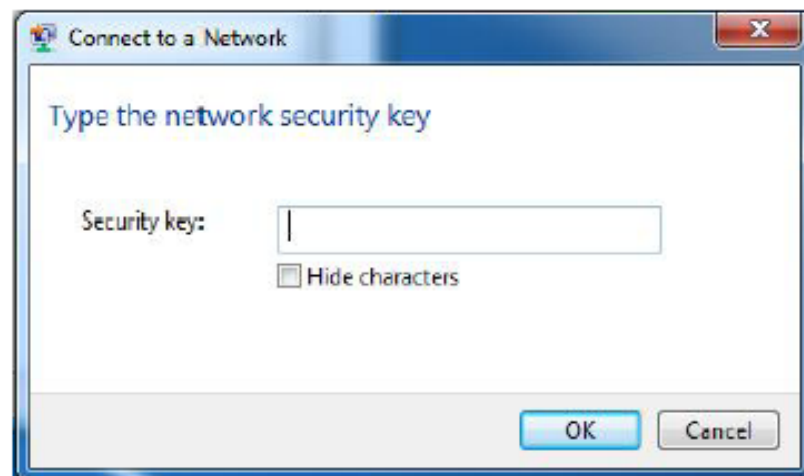 Connect to a Network
Type the network security key
Security key:
Hide characters
OK
Cancel